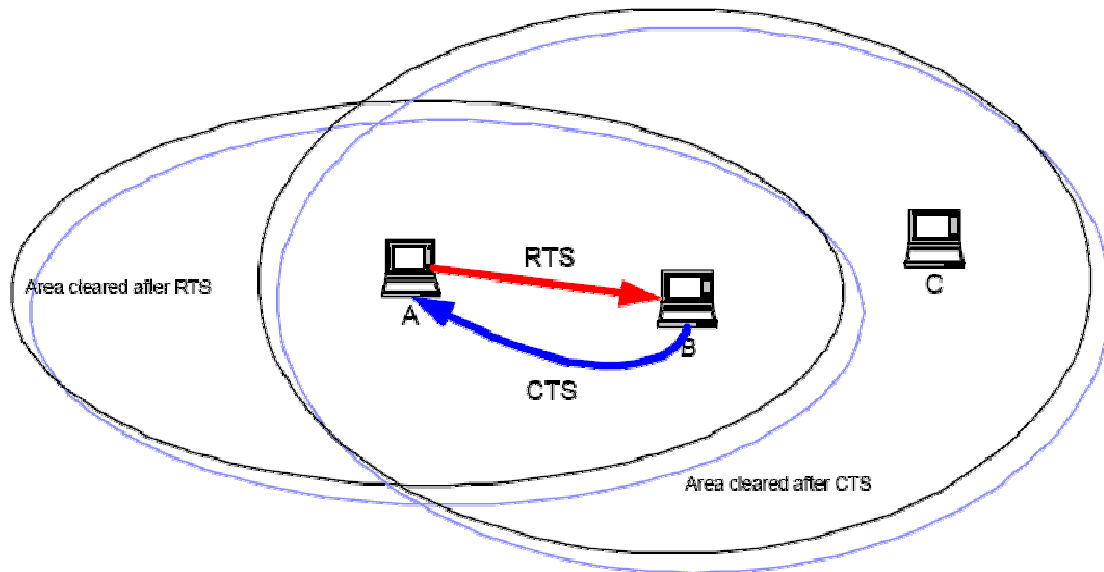 RTS
C
Area cleared after RTS
A
B
CTS
Area cleared after CTS